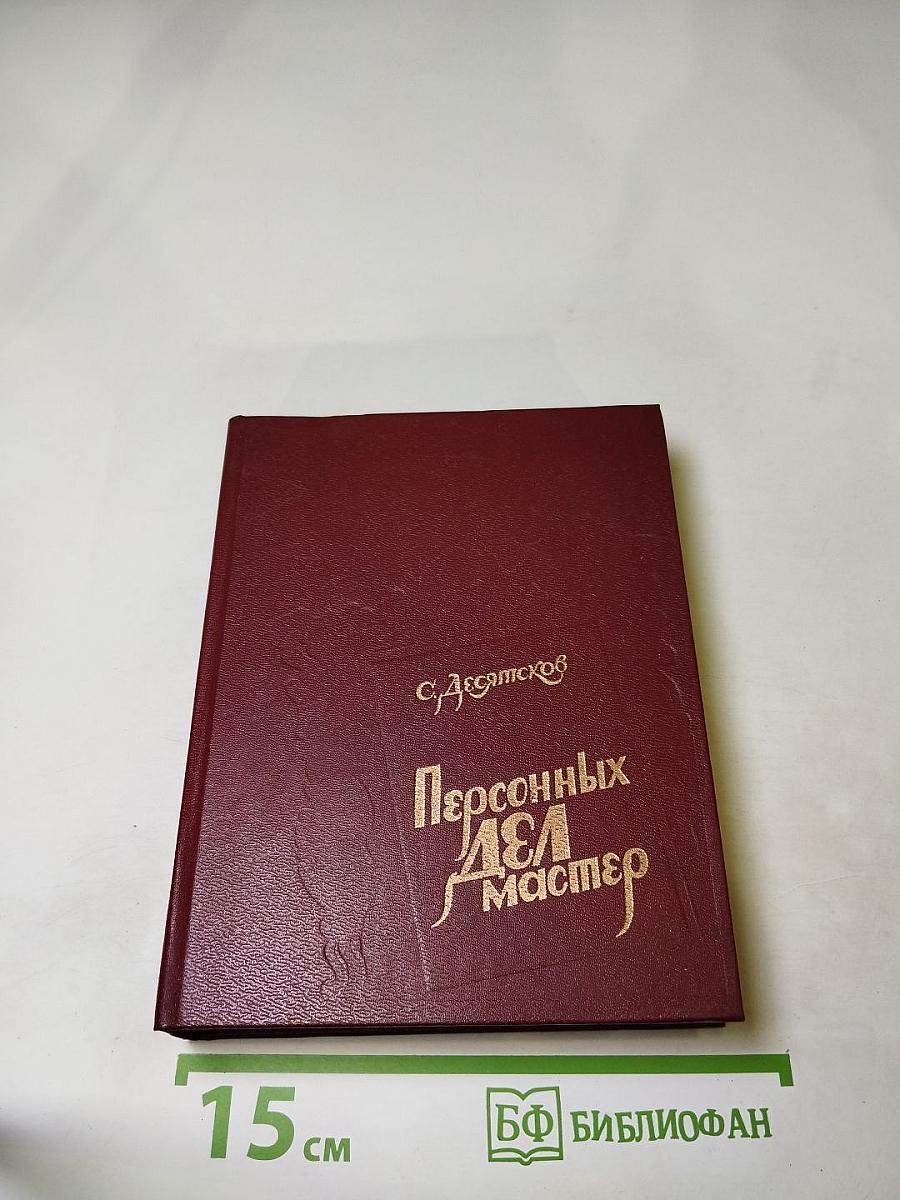 С. Десятсков
Персонных
ДЕЛ
мастер
15 см
БФ БИБЛИОФАН